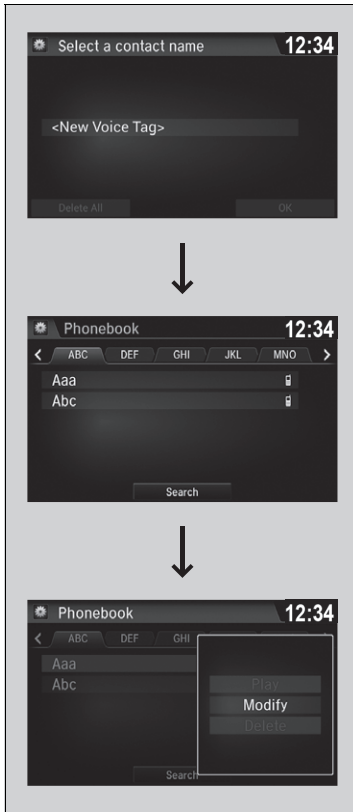 Select a contact name 12:34
<New Voice Tag>
Delete All OK
Phonebook 12:34
ABC DEF GHI JKL MNO
Aaa
Abc
Search
Phonebook 12:34
ABC DEF GHI
Aaa
Abc
Play
Modify
Delete
Search